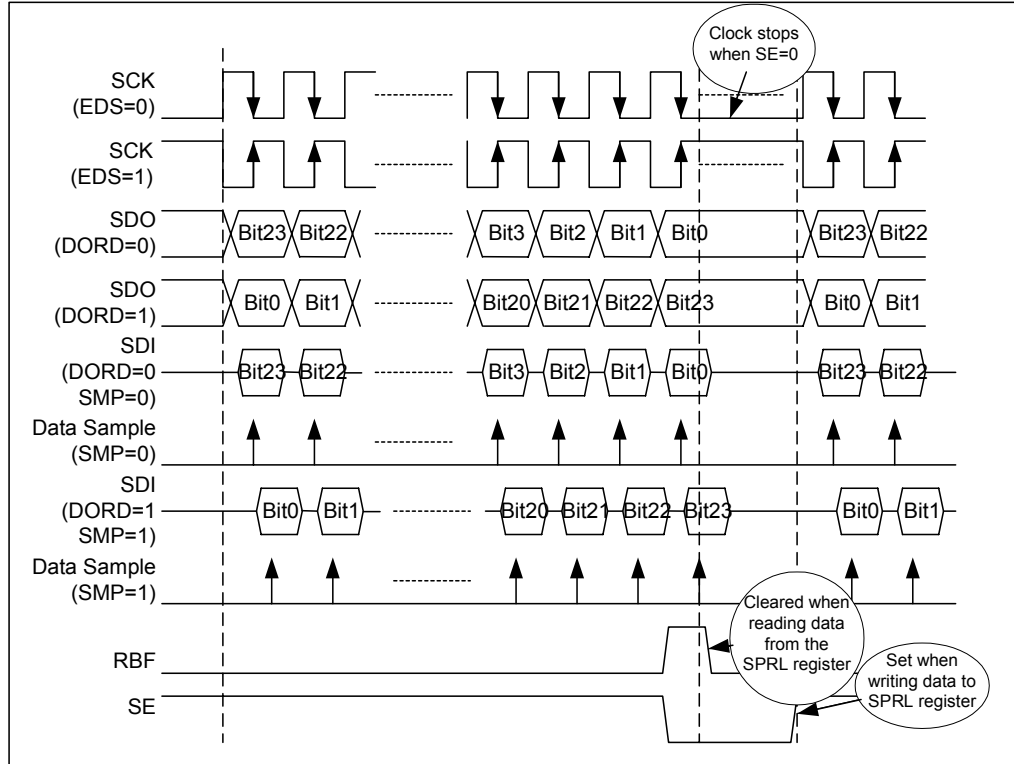 Clock stops
when SE=0
SCK
(EDS=0)
SCK
(EDS=1)
SDO
(DORD=0)
Bit23 Bit22 Bit3 Bit2 Bit1 Bit0 Bit23 Bit22
SDO
(DORD=1)
Bit0 Bit1 Bit20 Bit21 Bit22 Bit23 Bit0 Bit1
SDI
(DORD=0
SMP=0)
Bit23 Bit22 Bit3 Bit2 Bit1 Bit0 Bit23 Bit22
Data Sample
(SMP=0)
SDI
(DORD=1
SMP=1)
Bit0 Bit1 Bit20 Bit21 Bit22 Bit23 Bit0 Bit1
Data Sample
(SMP=1)
Cleared when
reading data
from the
SPRL register
RBF
Set when
writing data to
SPRL register
SE